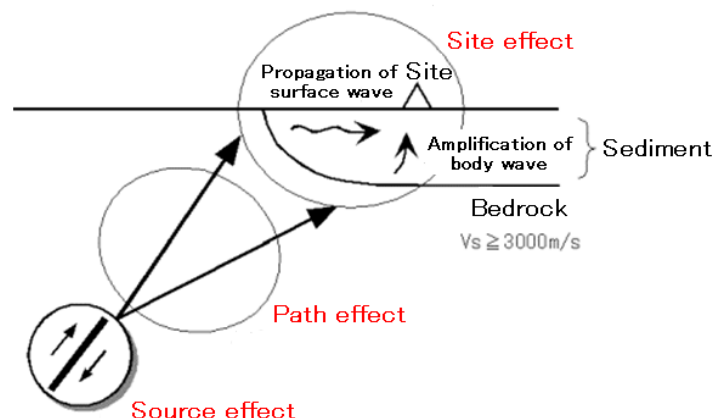 Site effect
Propagation of
surface wave
Site
Amplification of
body wave
Sediment
Bedrock
Vs≧3000m/s
Path effect
Source effect